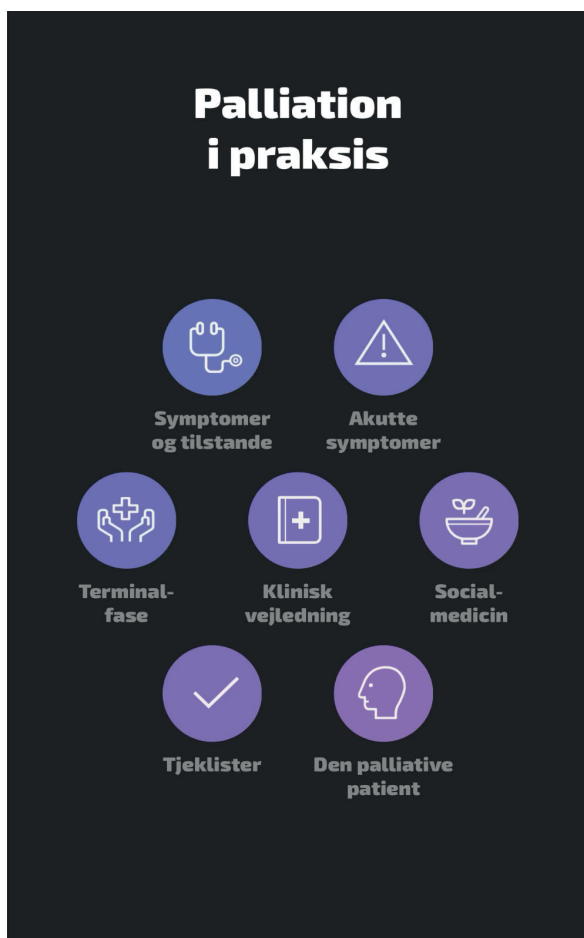 Palliation
i praksis
Symptomer
og tilstande
Akutte
symptomer
Terminal-
fase
Klinisk
vejledning
Social-
medicin
Tjeklister
Den palliative
patient